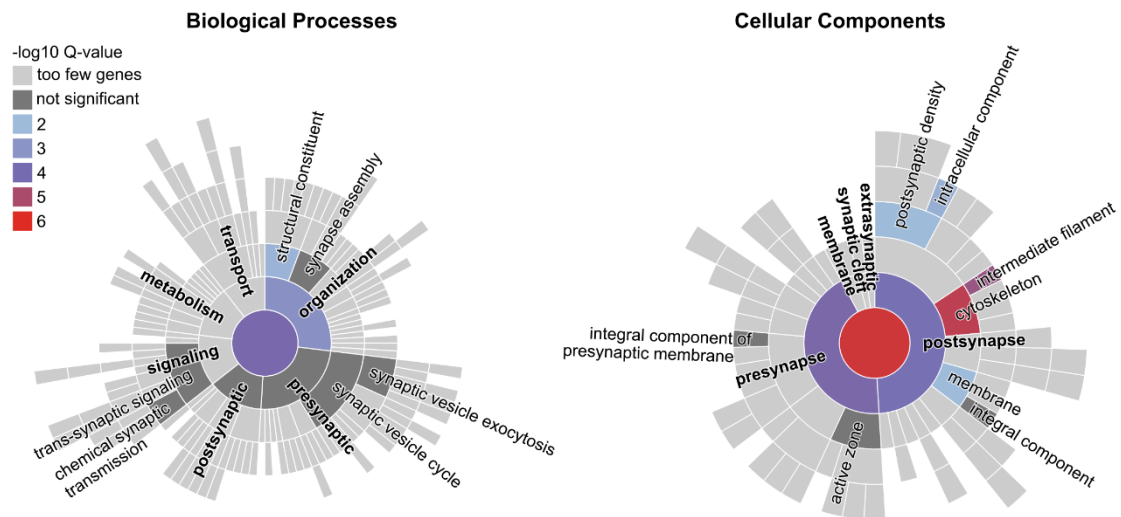 Biological Processes
Cellular Components
-log10 Q-value
too few genes
not significant
2
3
4
5
6
structural constituent
synapse assembly
organization
transport
metabolism
signaling
trans-synaptic signaling
chemical synaptic
transmission
postsynaptic
presynaptic
synaptic vesicle cycle
synaptic vesicle exocytosis
extrasynaptic
synaptic cleft
membrane
postsynaptic density
intracellular component
intermediate filament
cytoskeleton
postsynapse
membrane
integral component
active zone
presynapse
integral component of
presynaptic membrane